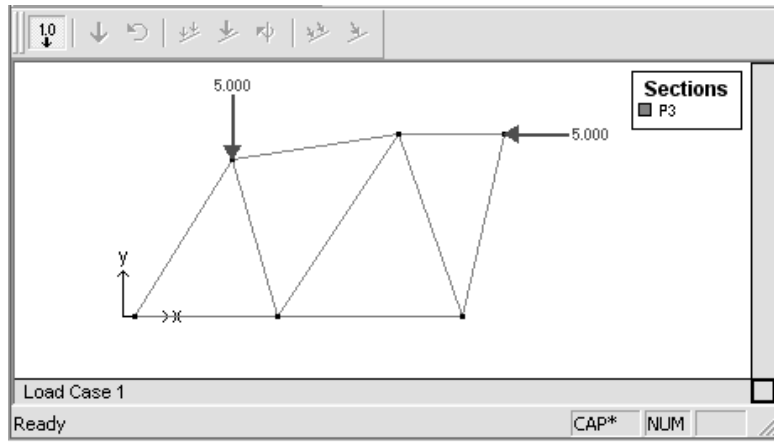 1.0
5.000
Sections
P3
5.000
y
x
Load Case 1
Ready
CAP* NUM